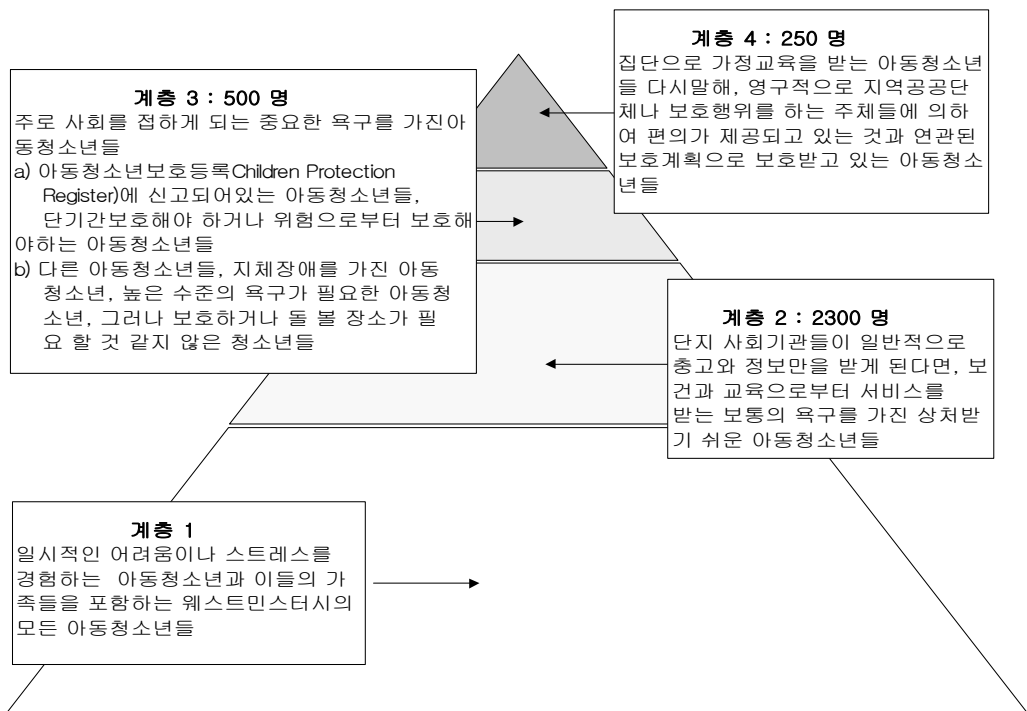 계층 4 : 250 명
집단으로 가정교육을 받는 아동청소년
들 다시말해, 영구적으로 지역공공단
체나 보호행위를 하는 주체들에 의하
여 편의가 제공되고 있는 것과 연관된
보호계획으로 보호받고 있는 아동청소
년들
계층 3 : 500 명
주로 사회를 접하게 되는 중요한 욕구를 가진아
동청소년들
a) 아동청소년보호등록Children Protection
Register)에 신고되어있는 아동청소년들,
단기간보호해야 하거나 위험으로부터 보호해
야하는 아동청소년들
b) 다른 아동청소년들, 지체장애를 가진 아동
청소년, 높은 수준의 욕구가 필요한 아동청
소년, 그러나 보호하거나 돌 볼 장소가 필
요 할 것 같지 않은 청소년들
계층 2 : 2300 명
단지 사회기관들이 일반적으로
충고와 정보만을 받게 된다면, 보
건과 교육으로부터 서비스를
받는 보통의 욕구를 가진 상처받
기 쉬운 아동청소년들
계층 1
일시적인 어려움이나 스트레스를
경험하는 아동청소년과 이들의 가
족들을 포함하는 웨스트민스터시의
모든 아동청소년들